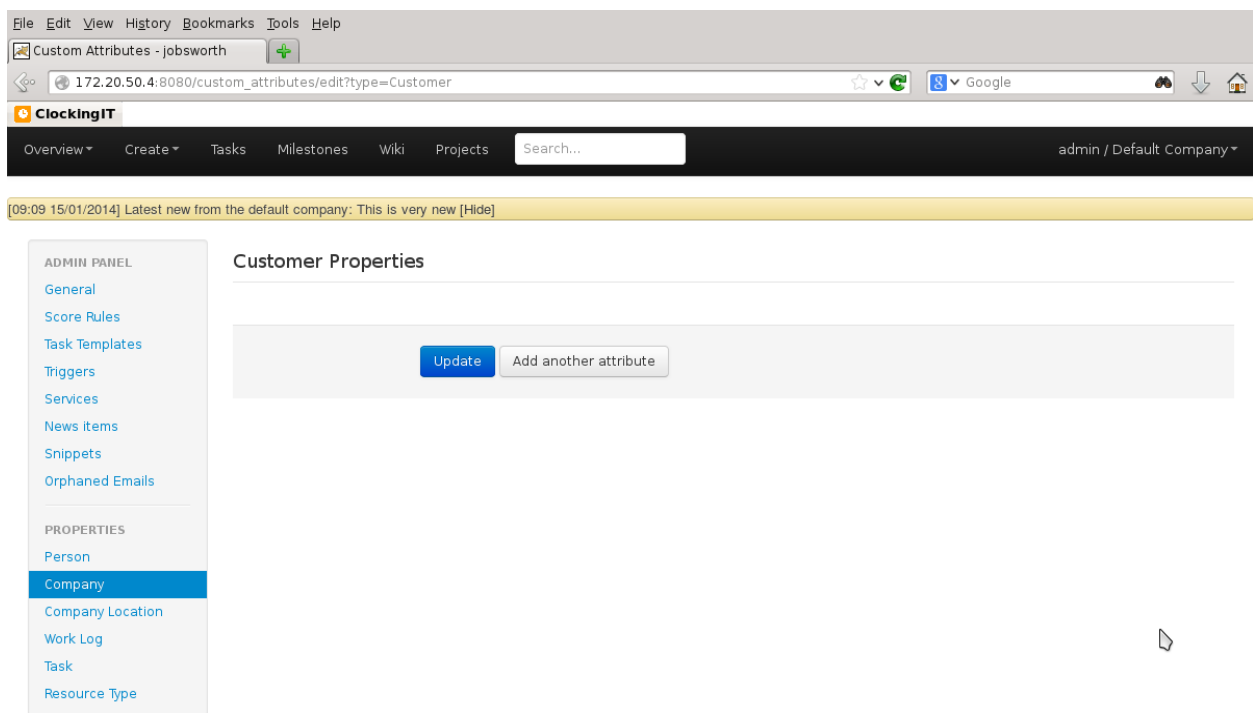 File Edit View History Bookmarks Tools Help
Custom Attributes - jobsworth
172.20.50.4:8080/custom_attributes/edit?type=Customer
8 Google
ClockingIT
Overview Create Tasks Milestones Wiki Projects Search... admin / Default Company
[09:09 15/01/2014] Latest new from the default company: This is very new [Hide]
ADMIN PANEL
General
Score Rules
Task Templates
Triggers
Services
News items
Snippets
Orphaned Emails
PROPERTIES
Person
Company
Company Location
Work Log
Task
Resource Type
Customer Properties
Update Add another attribute